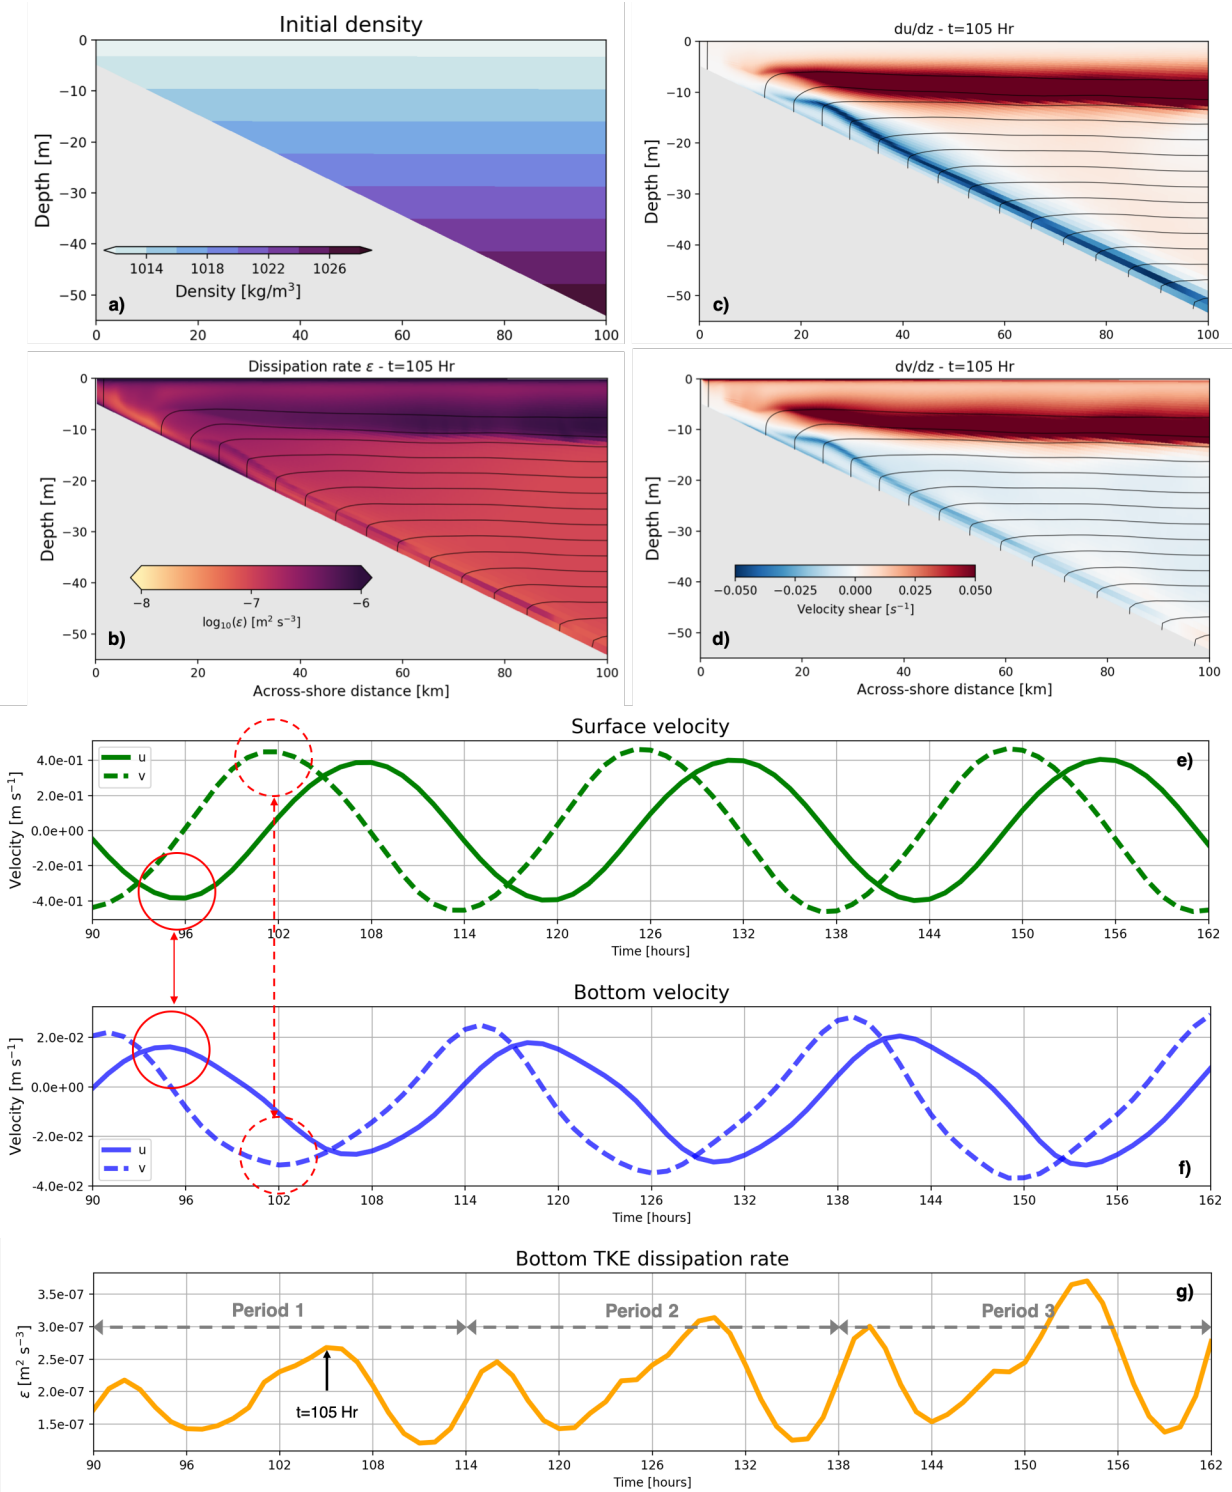 Initial density
0
−10
−20
−30
−40
−50
Depth [m]
1014 1018 1022 1026
Density [kg/m³]
a)
0 20 40 60 80 100
du/dz - t=105 Hr
0
−10
−20
−30
−40
−50
Depth [m]
c)
0 20 40 60 80 100
Dissipation rate ε - t=105 Hr
0
−10
−20
−30
−40
−50
Depth [m]
−8 −7 −6
log₁₀(ε) [m² s⁻³]
b)
0 20 40 60 80 100
Across-shore distance [km]
dv/dz - t=105 Hr
0
−10
−20
−30
−40
−50
Depth [m]
−0.050 −0.025 0.000 0.025 0.050
Velocity shear [s⁻¹]
d)
0 20 40 60 80 100
Across-shore distance [km]
Surface velocity
4.0e-01
2.0e-01
0.0e+00
−2.0e-01
−4.0e-01
Velocity [m s⁻¹]
u
v
e)
90 96 102 108 114 120 126 132 138 144 150 156 162
Time [hours]
Bottom velocity
2.0e-02
0.0e+00
−2.0e-02
−4.0e-02
Velocity [m s⁻¹]
u
v
f)
90 96 102 108 114 120 126 132 138 144 150 156 162
Time [hours]
Bottom TKE dissipation rate
3.5e-07
3.0e-07
2.5e-07
2.0e-07
1.5e-07
ε [m² s⁻³]
Period 1 Period 2 Period 3
g)
t=105 Hr
90 96 102 108 114 120 126 132 138 144 150 156 162
Time [hours]